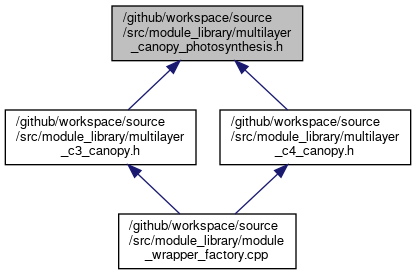 /github/workspace/source
/src/module_library/multilayer
_canopy_photosynthesis.h
/github/workspace/source
/src/module_library/multilayer
_c3_canopy.h
/github/workspace/source
/src/module_library/multilayer
_c4_canopy.h
/github/workspace/source
/src/module_library/module
_wrapper_factory.cpp